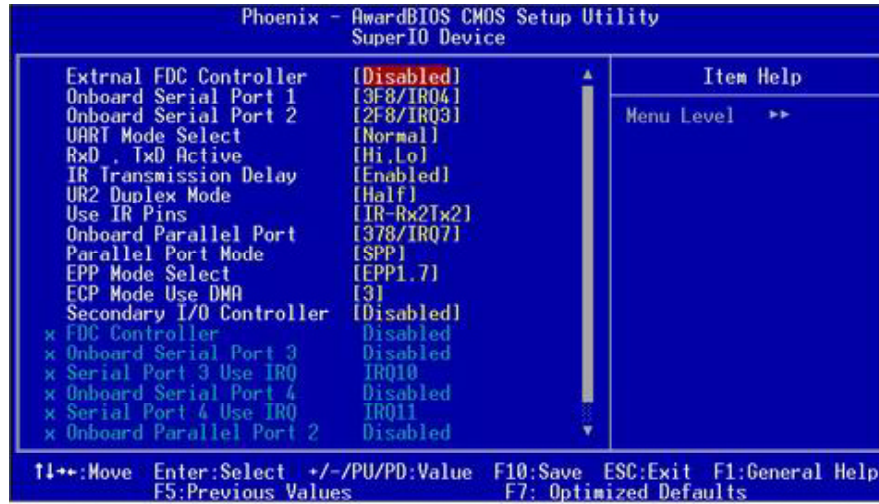 Phoenix - AwardBIOS CMOS Setup Utility
SuperIO Device
Extrnal FDC Controller [Disabled]
Onboard Serial Port 1 [3F8/IRQ4]
Onboard Serial Port 2 [2F8/IRQ3]
UART Mode Select [Normal]
RxD , TxD Active [Hi,Lo]
IR Transmission Delay [Enabled]
UR2 Duplex Mode [Half]
Use IR Pins [IR-Rx2Tx2]
Onboard Parallel Port [378/IRQ7]
Parallel Port Mode [SPP]
EPP Mode Select [EPP1.7]
ECP Mode Use DMA [3]
Secondary I/O Controller [Disabled]
x FDC Controller Disabled
x Onboard Serial Port 3 Disabled
x Serial Port 3 Use IRQ IRQ10
x Onboard Serial Port 4 Disabled
x Serial Port 4 Use IRQ IRQ11
x Onboard Parallel Port 2 Disabled
Item Help
Menu Level ▸▸
↑↓→←:Move Enter:Select +/-/PU/PD:Value F10:Save ESC:Exit F1:General Help
F5:Previous Values F7: Optimized Defaults